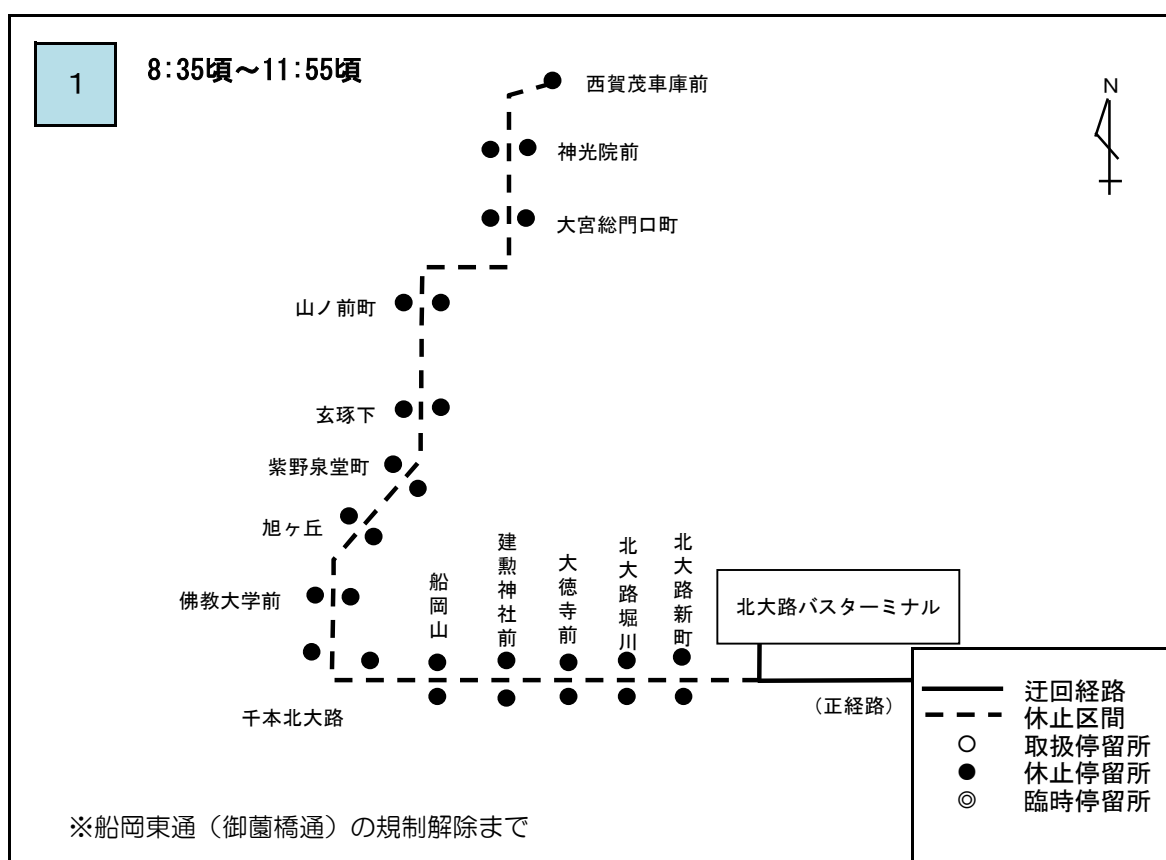 1
8:35頃～11:55頃
N
西賀茂車庫前
神光院前
大宮総門口町
山ノ前町
玄琢下
紫野泉堂町
旭ヶ丘
佛教大学前
千本北大路
船岡山
建勲神社前
大徳寺前
北大路堀川
北大路新町
北大路バスターミナル
（正経路）
迂回経路
休止区間
取扱停留所
休止停留所
臨時停留所
※船岡東通（御薗橋通）の規制解除まで